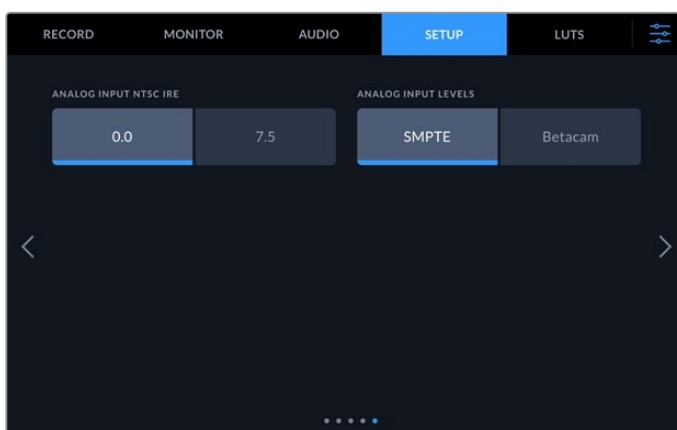 RECORD MONITOR AUDIO SETUP LUTS
ANALOG INPUT NTSC IRE ANALOG INPUT LEVELS
0.0 7.5 SMPTE Betacam